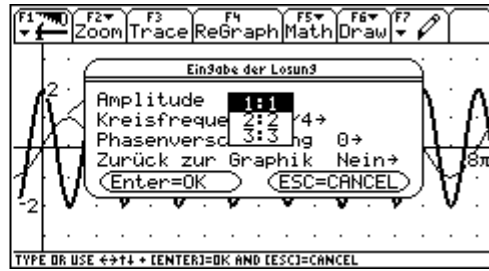 F1 F2 F3 F4 F5 F6 F7
Zoom Trace ReGraph Math Draw
Eingabe der Losung
2
Amplitude 1:1
Kreisfreque 2:2 4→
Phasenversc 3:3 ng 0→
Zurück zur Graphik Nein→
8π
Enter=OK ESC=CANCEL
-2
TYPE OR USE ←→↑↓ + [ENTER]=OK AND [ESC]=CANCEL